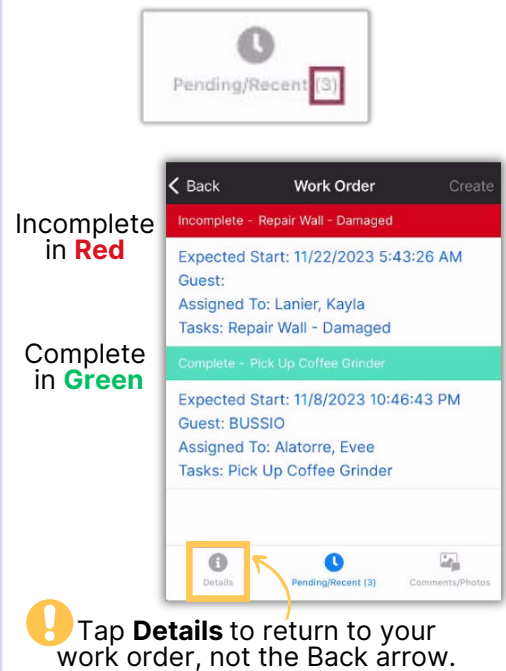 Pending/Recent (3)
Back Work Order Create
Incomplete - Repair Wall - Damaged
Incomplete
in Red
Expected Start: 11/22/2023 5:43:26 AM
Guest:
Assigned To: Lanier, Kayla
Tasks: Repair Wall - Damaged
Complete
in Green
Complete - Pick Up Coffee Grinder
Expected Start: 11/8/2023 10:46:43 PM
Guest: BUSSIO
Assigned To: Alatorre, Evee
Tasks: Pick Up Coffee Grinder
Details Pending/Recent (3) Comments/Photos
! Tap Details to return to your
work order, not the Back arrow.